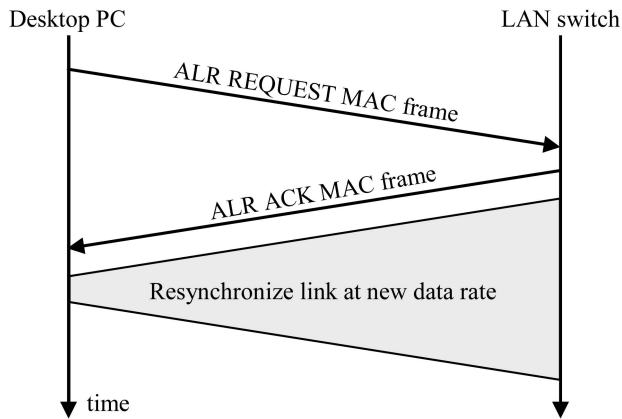 Desktop PC
LAN switch
ALR REQUEST MAC frame
ALR ACK MAC frame
Resynchronize link at new data rate
time